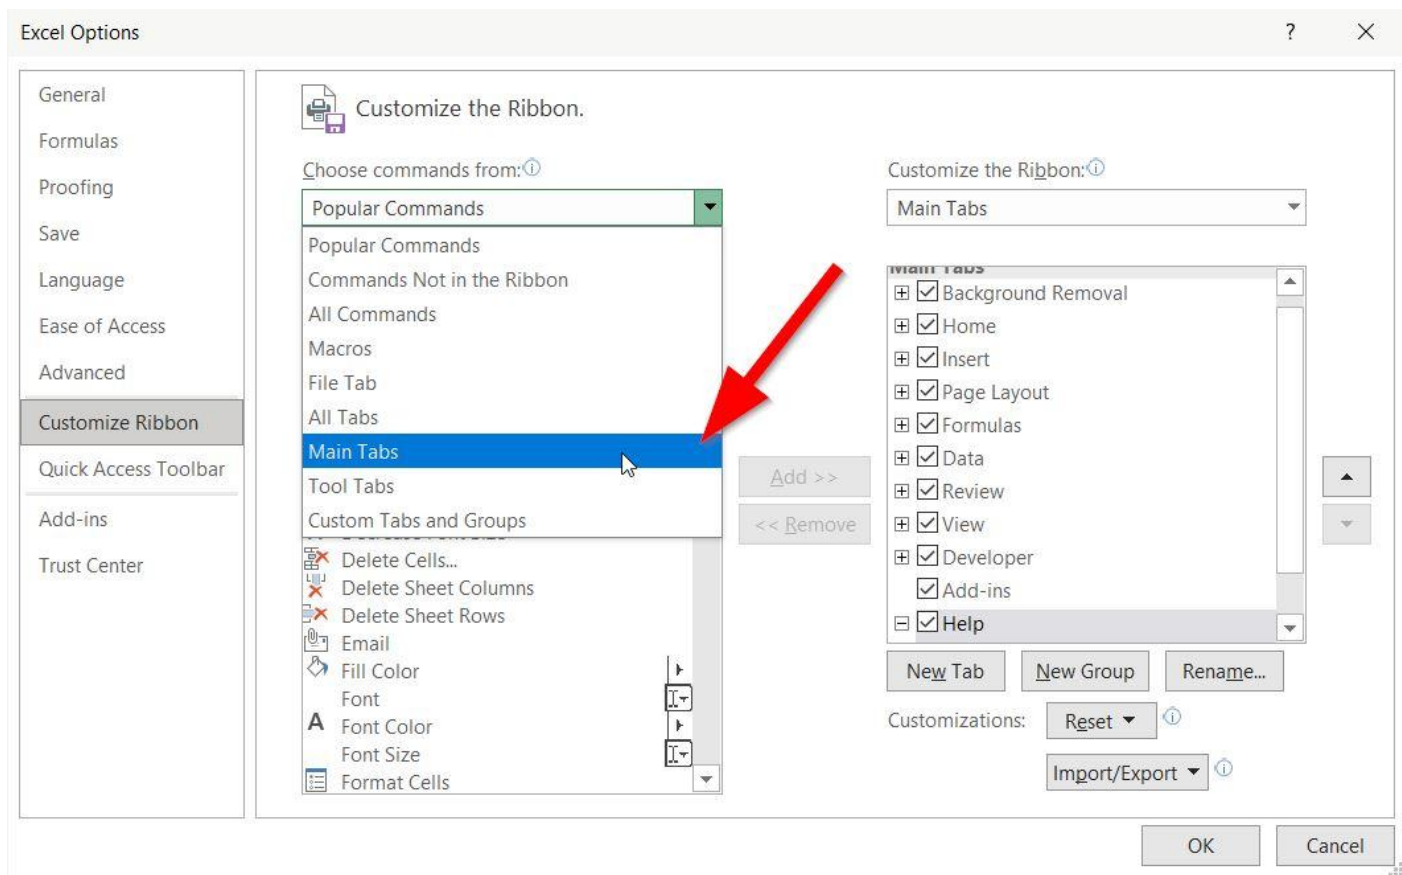 Excel Options
?
General
Formulas
Proofing
Save
Language
Ease of Access
Advanced
Customize Ribbon
Quick Access Toolbar
Add-ins
Trust Center
Customize the Ribbon.
Choose commands from:
Popular Commands
Popular Commands
Commands Not in the Ribbon
All Commands
Macros
File Tab
All Tabs
Main Tabs
Tool Tabs
Custom Tabs and Groups
Decrease Font Size
Delete Cells...
Delete Sheet Columns
Delete Sheet Rows
Email
Fill Color
Font
Font Color
Font Size
Format Cells
Add >>
<< Remove
Customize the Ribbon:
Main Tabs
Main Tabs
Background Removal
Home
Insert
Page Layout
Formulas
Data
Review
View
Developer
Add-ins
Help
New Tab
New Group
Rename...
Customizations:
Reset
Import/Export
OK
Cancel